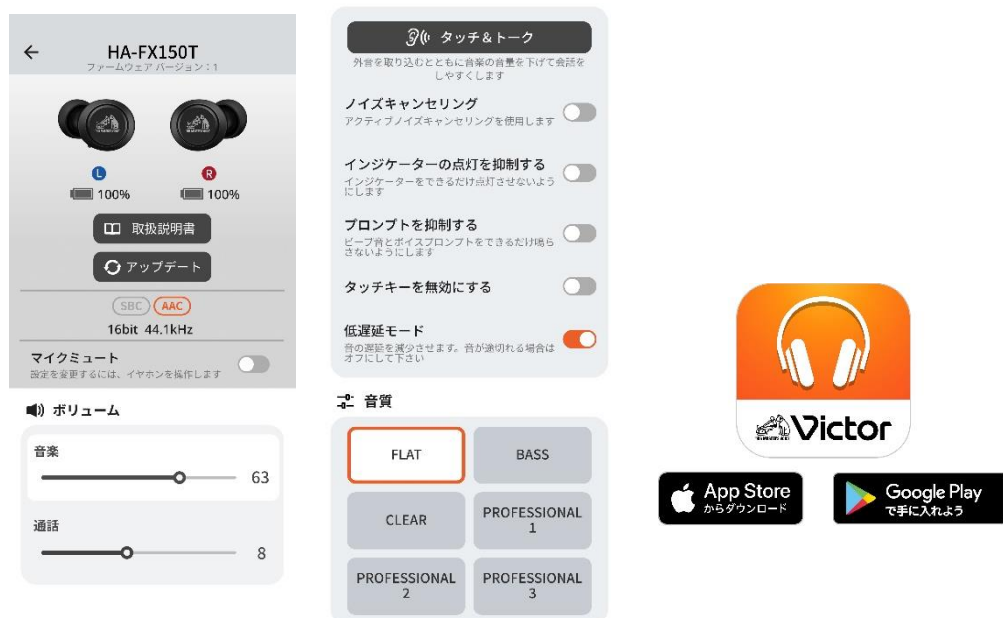 HA-FX150T
ファームウェア バージョン：1
L
R
100%
100%
取扱説明書
アップデート
SBC
AAC
16bit 44.1kHz
マイクミュート
設定を変更するには、イヤホンを操作します
ボリューム
音楽
63
通話
8
タッチ＆トーク
外音を取り込むとともに音楽の音量を下げて会話を
しやすくします
ノイズキャンセリング
アクティブノイズキャンセリングを使用します
インジケーターの点灯を抑制する
インジケーターをできるだけ点灯させないよう
にします
プロンプトを抑制する
ビープ音とボイスプロンプトをできるだけ鳴ら
さないようにします
タッチキーを無効にする
低遅延モード
音の遅延を減少させます。音が途切れる場合は
オフにして下さい
音質
FLAT
BASS
CLEAR
PROFESSIONAL
1
PROFESSIONAL
2
PROFESSIONAL
3
Victor
App Store
からダウンロード
Google Play
で手に入れよう